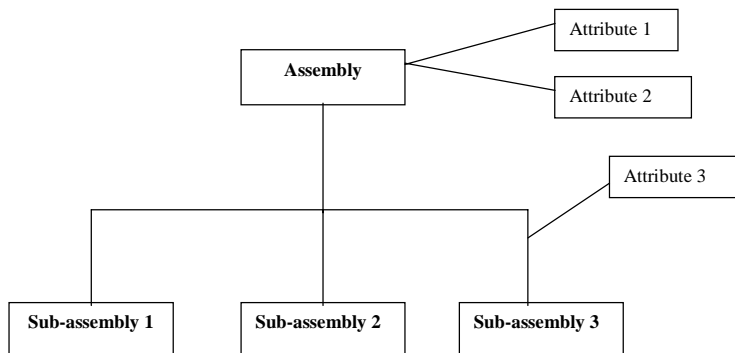 Attribute 1
Assembly
Attribute 2
Attribute 3
Sub-assembly 1
Sub-assembly 2
Sub-assembly 3